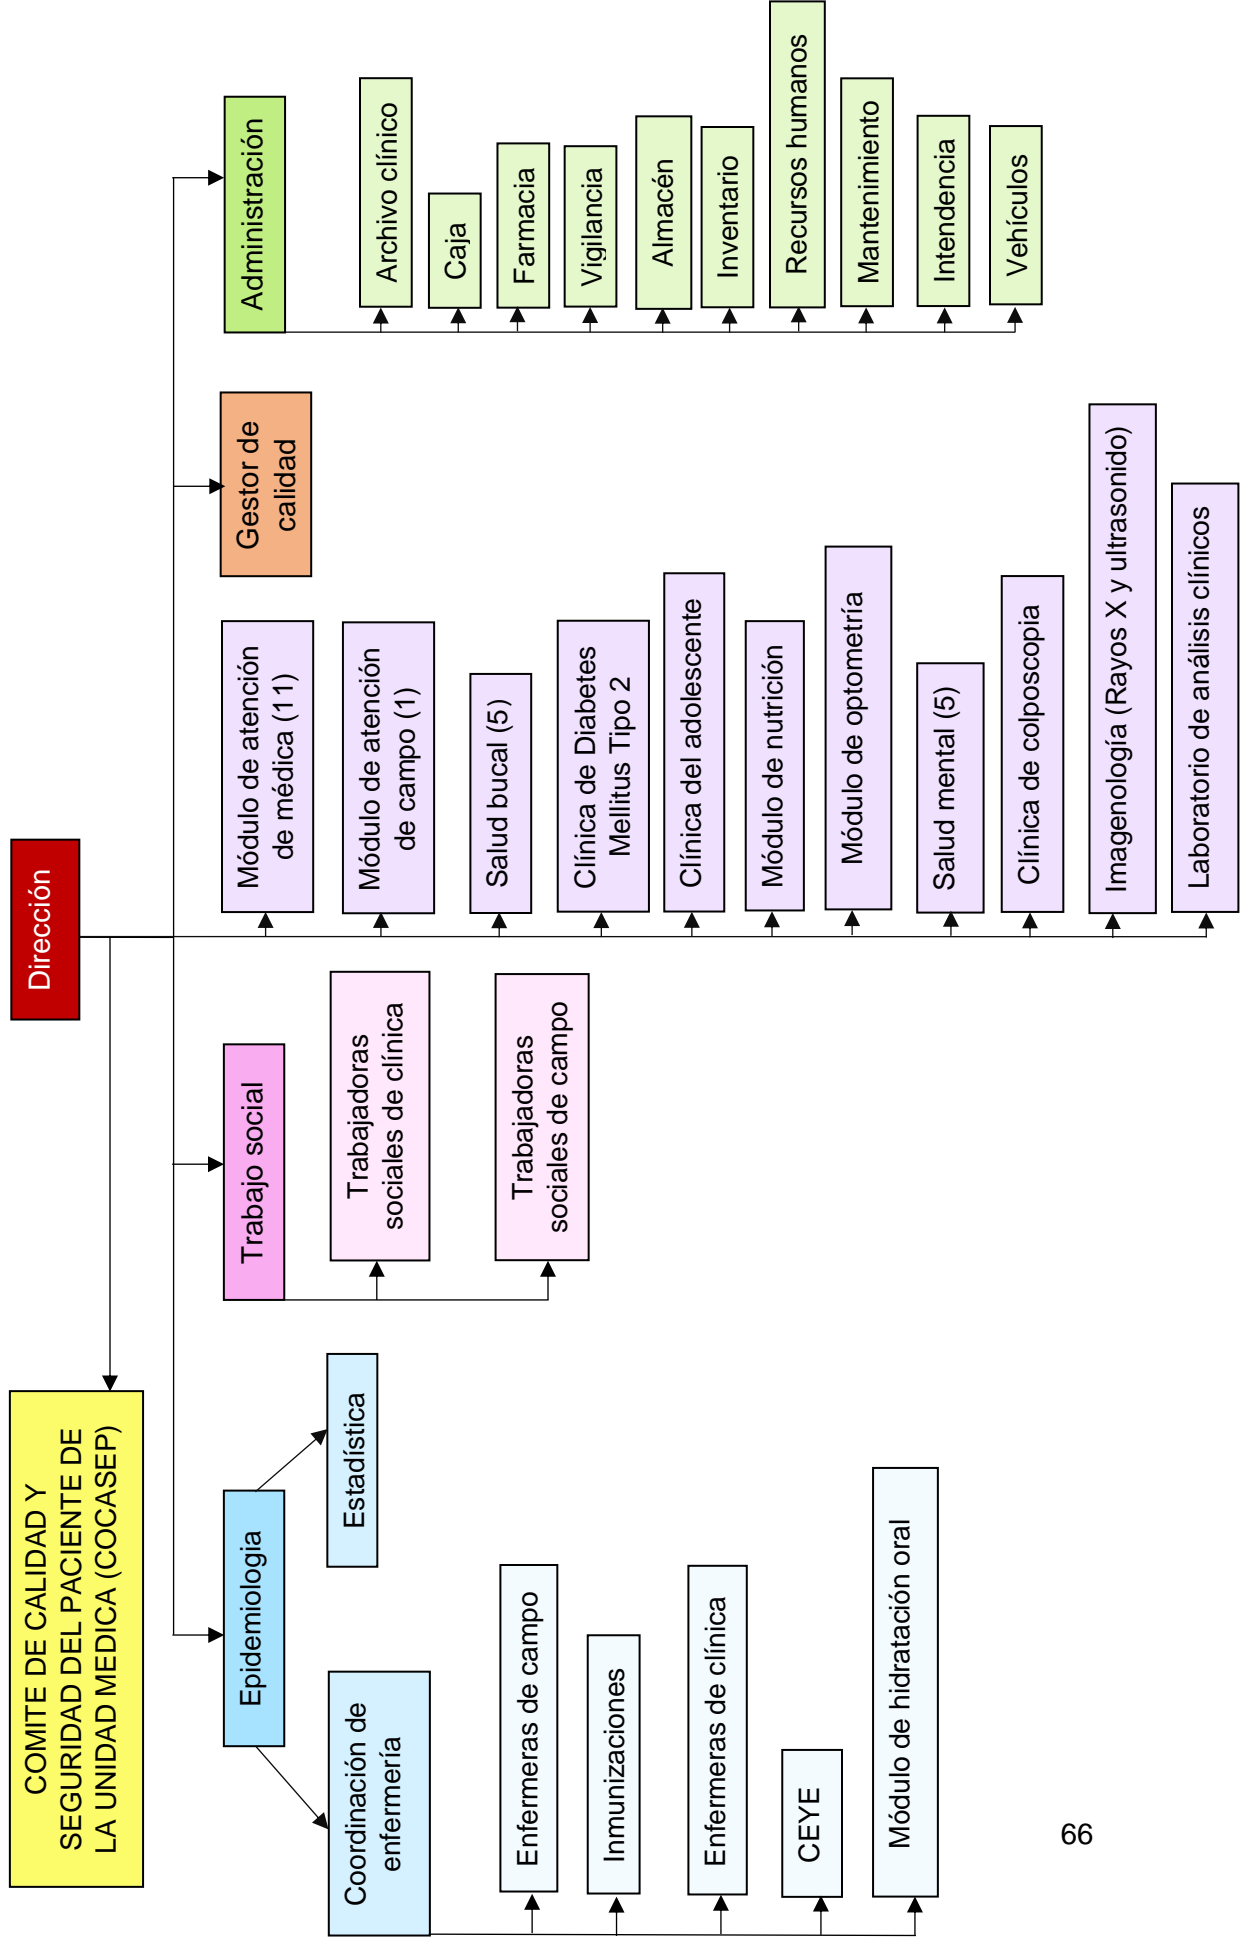 COMITE DE CALIDAD Y
SEGURIDAD DEL PACIENTE DE
LA UNIDAD MEDICA (COCASEP)
Dirección
Epidemiologia
Trabajo social
Gestor de
calidad
Administración
Coordinación de
enfermería
Estadística
Enfermeras de campo
Inmunizaciones
Enfermeras de clínica
CEYE
Módulo de hidratación oral
Trabajadoras
sociales de clínica
Trabajadoras
sociales de campo
Módulo de atención
de médica (11)
Módulo de atención
de campo (1)
Salud bucal (5)
Clínica de Diabetes
Mellitus Tipo 2
Clínica del adolescente
Módulo de nutrición
Módulo de optometría
Salud mental (5)
Clínica de colposcopia
Imagenología (Rayos X y ultrasonido)
Laboratorio de análisis clínicos
Archivo clínico
Caja
Farmacia
Vigilancia
Almacén
Inventario
Recursos humanos
Mantenimiento
Intendencia
Vehículos
66